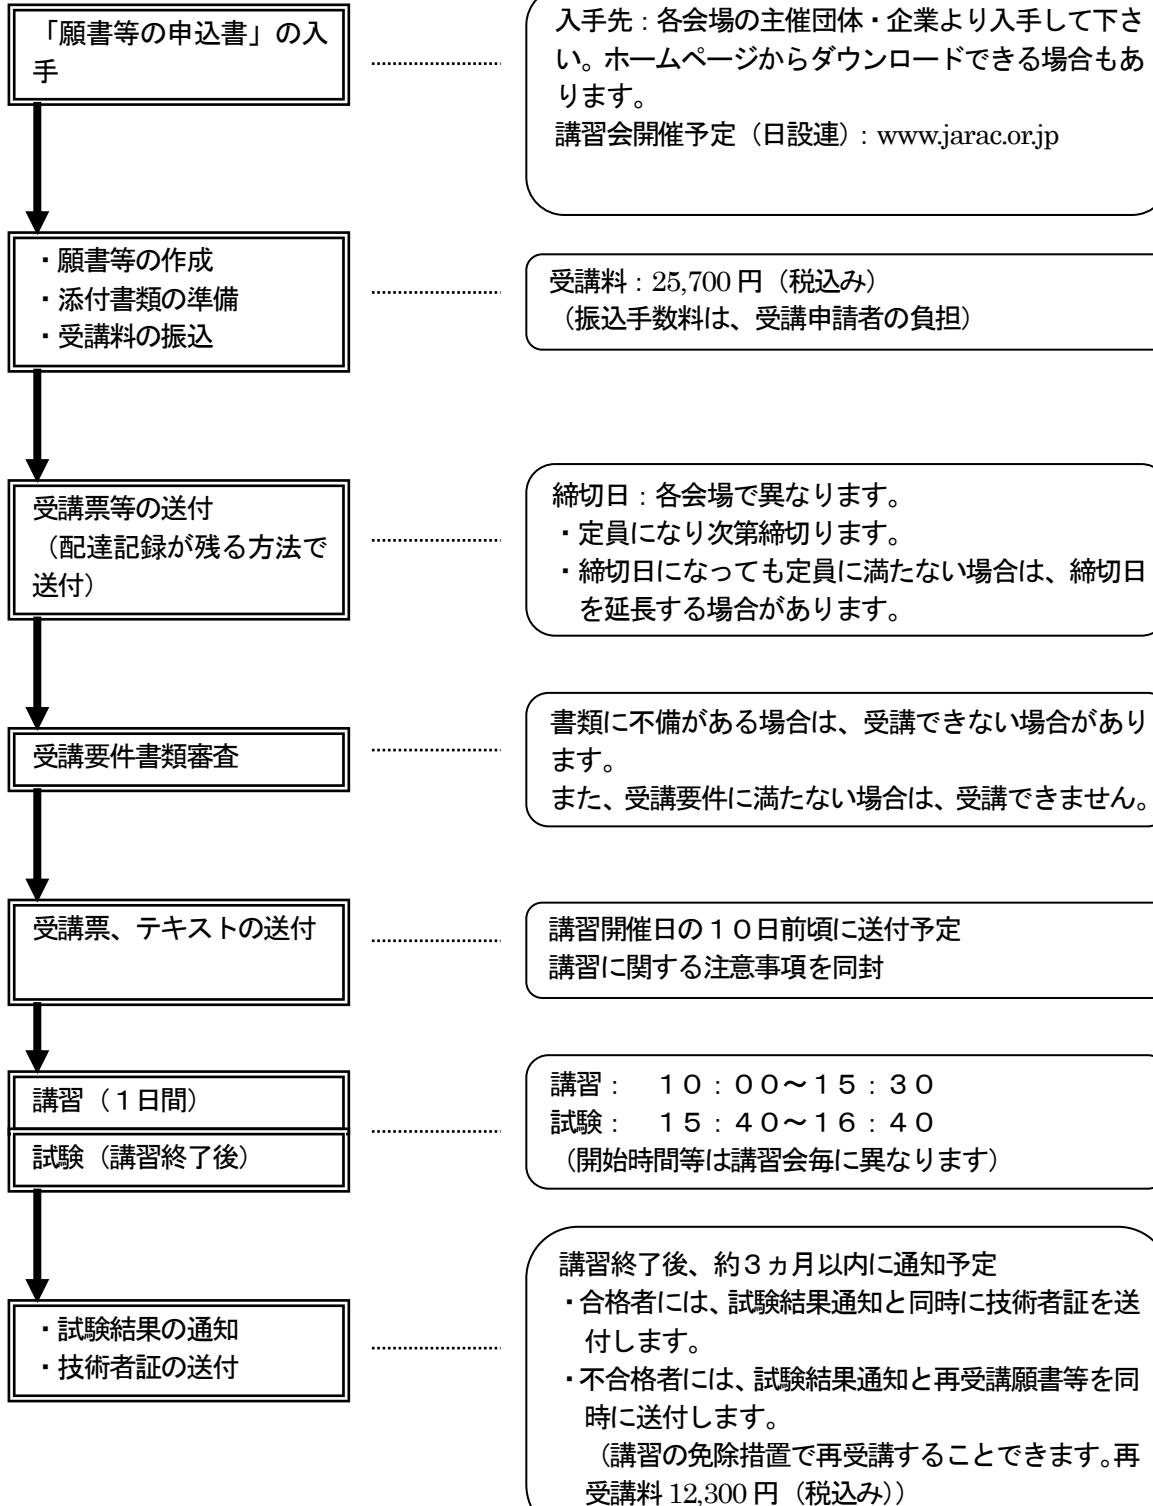 「願書等の申込書」の入
手
入手先：各会場の主催団体・企業より入手して下さ
い。ホームページからダウンロードできる場合もあ
ります。
講習会開催予定（日設連）：www.jarac.or.jp
・願書等の作成
・添付書類の準備
・受講料の振込
受講料：25,700 円（税込み）
（振込手数料は、受講申請者の負担）
受講票等の送付
（配達記録が残る方法で
送付）
締切日：各会場で異なります。
・定員になり次第締切ります。
・締切日になっても定員に満たない場合は、締切日
を延長する場合があります。
受講要件書類審査
書類に不備がある場合は、受講できない場合があり
ます。
また、受講要件に満たない場合は、受講できません。
受講票、テキストの送付
講習開催日の１０日前頃に送付予定
講習に関する注意事項を同封
講習（１日間）
試験（講習終了後）
講習：　１０：００～１５：３０
試験：　１５：４０～１６：４０
（開始時間等は講習会毎に異なります）
・試験結果の通知
・技術者証の送付
講習終了後、約３ヵ月以内に通知予定
・合格者には、試験結果通知と同時に技術者証を送
付します。
・不合格者には、試験結果通知と再受講願書等を同
時に送付します。
（講習の免除措置で再受講することできます。再
受講料 12,300 円（税込み））